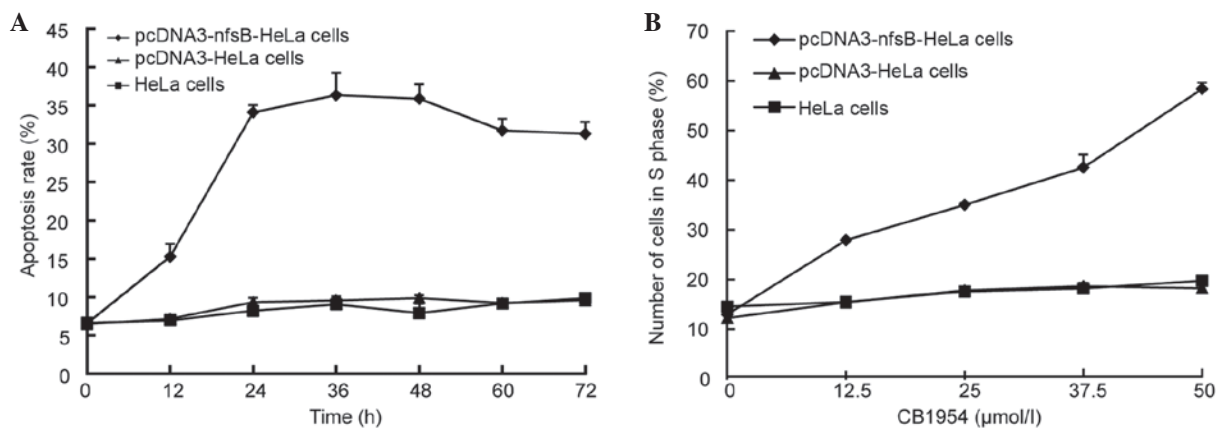 A
pcDNA3-nfsB-HeLa cells
pcDNA3-HeLa cells
HeLa cells
Apoptosis rate (%)
45
40
35
30
25
20
15
10
5
0
0 12 24 36 48 60 72
Time (h)
B
pcDNA3-nfsB-HeLa cells
pcDNA3-HeLa cells
HeLa cells
Number of cells in S phase (%)
70
60
50
40
30
20
10
0
0 12.5 25 37.5 50
CB1954 (µmol/l)